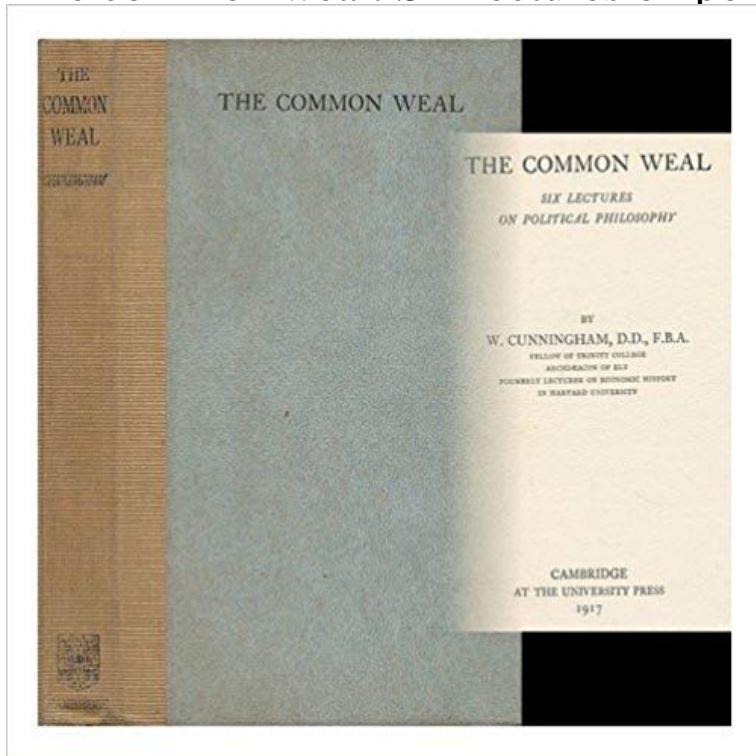 THE
COMMON
WEAL
CUNNINGHAM
THE COMMON WEAL
THE COMMON WEAL
SIX LECTURES
ON POLITICAL PHILOSOPHY
BY
W. CUNNINGHAM, D.D., F.B.A.
FELLOW OF TRINITY COLLEGE
ARCHDEACON OF ELY
FORMERLY LECTURER ON ECONOMIC HISTORY
IN HARVARD UNIVERSITY
CAMBRIDGE
AT THE UNIVERSITY PRESS
1917